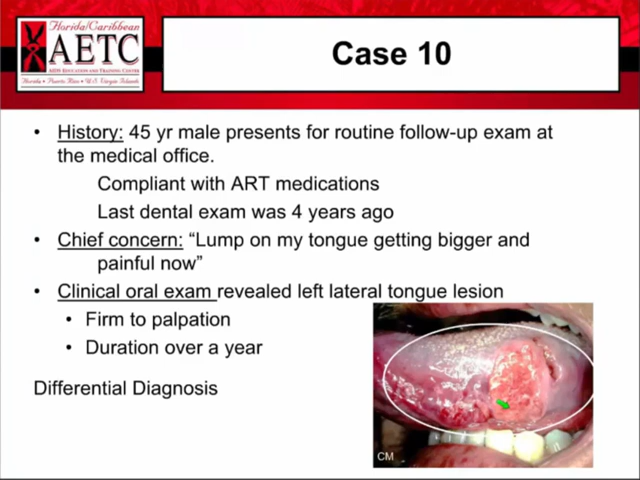 Florida/Caribbean
AETC
AIDS EDUCATION AND TRAINING CENTER
Florida • Puerto Rico • U.S. Virgin Islands
Case 10
• History: 45 yr male presents for routine follow-up exam at
the medical office.
Compliant with ART medications
Last dental exam was 4 years ago
• Chief concern: “Lump on my tongue getting bigger and
painful now”
• Clinical oral exam revealed left lateral tongue lesion
• Firm to palpation
• Duration over a year
Differential Diagnosis
CM